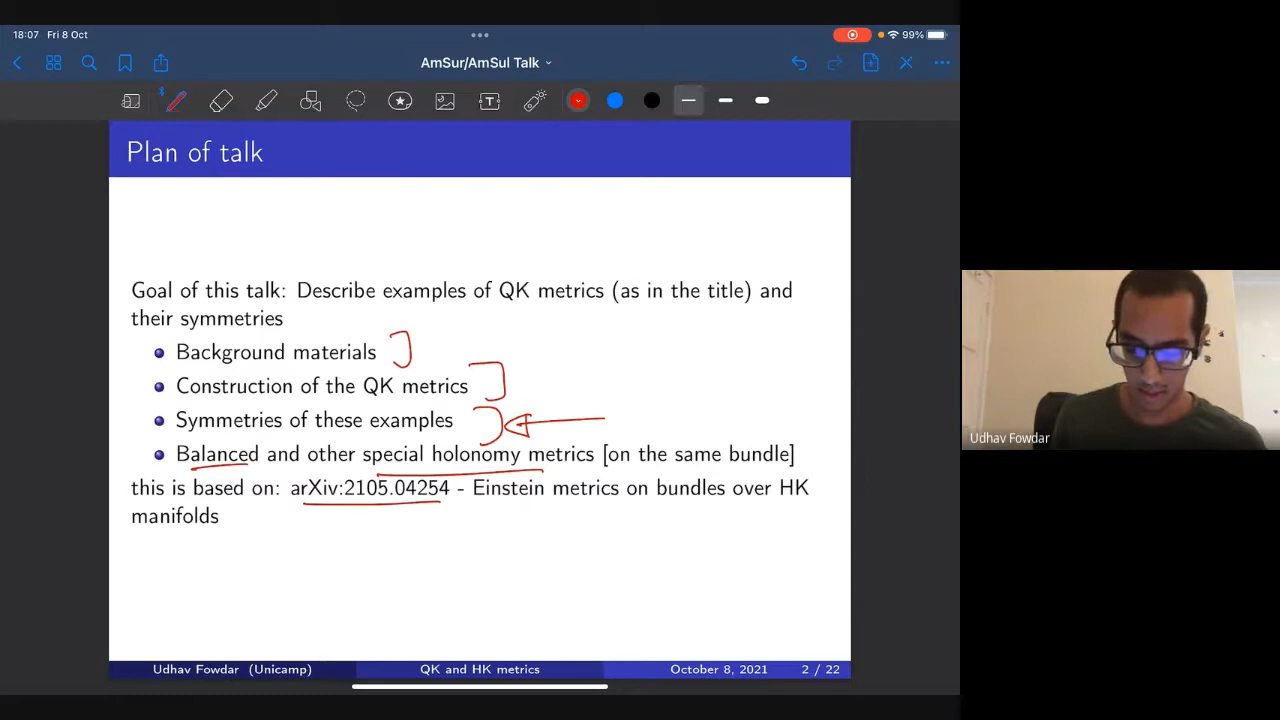 18:07 Fri 8 Oct
99%
AmSur/AmSul Talk
Plan of talk
Goal of this talk: Describe examples of QK metrics (as in the title) and
their symmetries
Background materials
Construction of the QK metrics
Symmetries of these examples
Balanced and other special holonomy metrics [on the same bundle]
this is based on: arXiv:2105.04254 - Einstein metrics on bundles over HK
manifolds
Udhav Fowdar (Unicamp) QK and HK metrics October 8, 2021 2 / 22
Udhav Fowdar